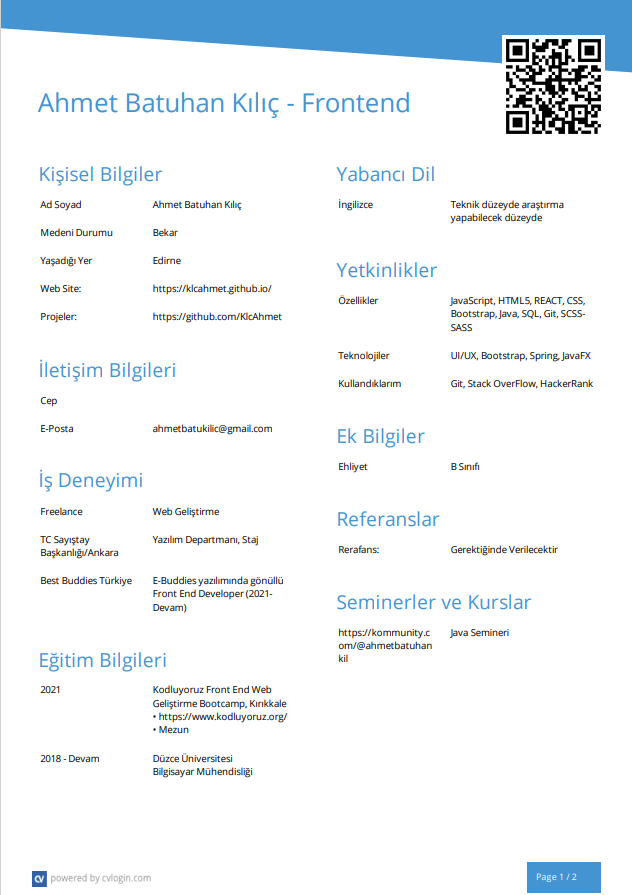 Ahmet Batuhan Kılıç - Frontend
Kişisel Bilgiler
Ad Soyad Ahmet Batuhan Kılıç
Medeni Durumu Bekar
Yaşadığı Yer Edirne
Web Site: https://klcahmet.github.io/
Projeler: https://github.com/KlcAhmet
İletişim Bilgileri
Cep
E-Posta ahmetbatukilic@gmail.com
İş Deneyimi
Freelance Web Geliştirme
TC Sayıştay Yazılım Departmanı, Staj
Başkanlığı/Ankara
Best Buddies Türkiye E-Buddies yazılımında gönüllü
Front End Developer (2021-
Devam)
Eğitim Bilgileri
2021 Kodluyoruz Front End Web
Geliştirme Bootcamp, Kırıkkale
• https://www.kodluyoruz.org/
• Mezun
2018 - Devam Düzce Üniversitesi
Bilgisayar Mühendisliği
Yabancı Dil
İngilizce Teknik düzeyde araştırma
yapabilecek düzeyde
Yetkinlikler
Özellikler JavaScript, HTML5, REACT, CSS,
Bootstrap, Java, SQL, Git, SCSS-
SASS
Teknolojiler UI/UX, Bootstrap, Spring, JavaFX
Kullandıklarım Git, Stack OverFlow, HackerRank
Ek Bilgiler
Ehliyet B Sınıfı
Referanslar
Rerafans: Gerektiğinde Verilecektir
Seminerler ve Kurslar
https://kommunity.c Java Semineri
om/@ahmetbatuhan
kil
cv powered by cvlogin.com
Page 1 / 2